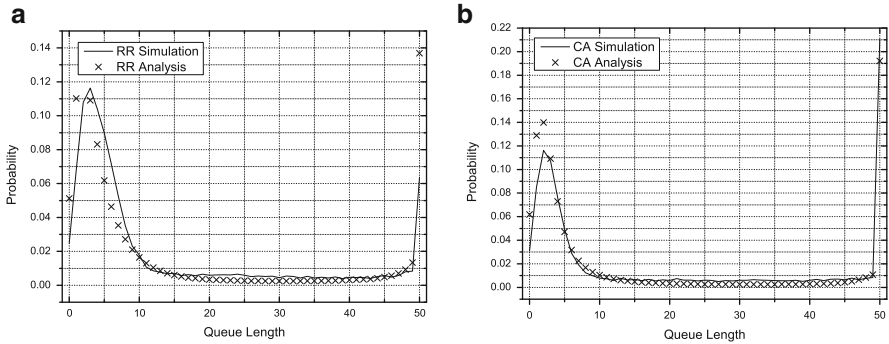 a
RR Simulation
× RR Analysis
0.14
0.12
0.10
0.08
0.06
0.04
0.02
0.00
Probability
0 10 20 30 40 50
Queue Length
b
CA Simulation
× CA Analysis
0.22
0.20
0.18
0.16
0.14
0.12
0.10
0.08
0.06
0.04
0.02
0.00
Probability
0 10 20 30 40 50
Queue Length